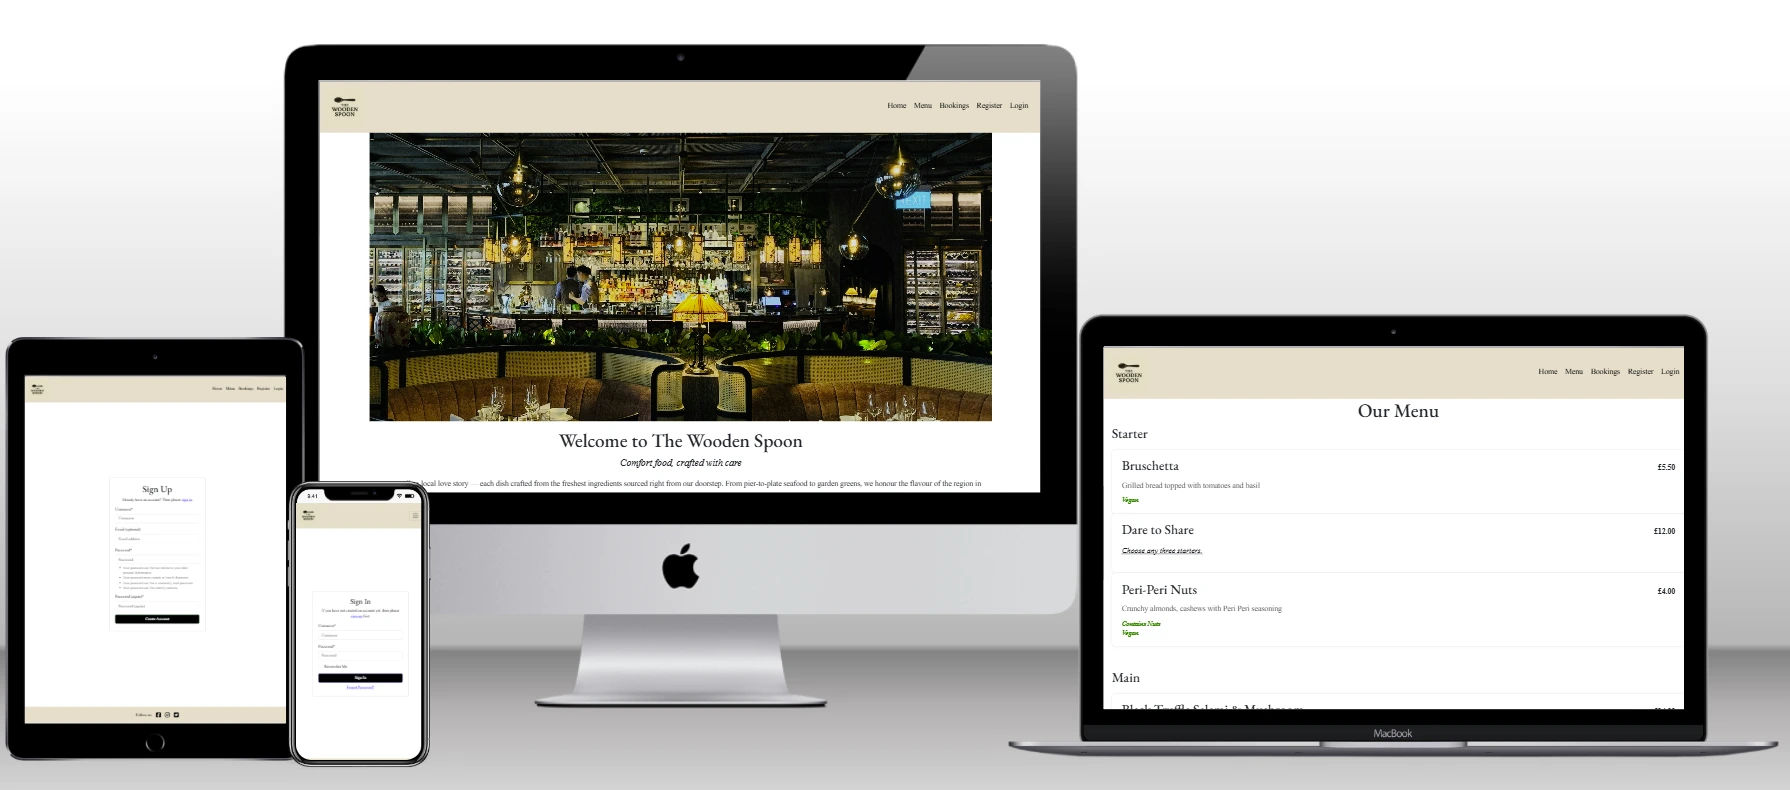 THE
WOODEN
SPOON
Home Menu Bookings Register Login
EXIT
Welcome to The Wooden Spoon
Comfort food, crafted with care
local love story — each dish crafted from the freshest ingredients sourced right from our doorstep. From pier-to-plate seafood to garden greens, we honour the flavour of the region in
Home Menu Bookings Register Login
Sign Up
Already have an account? Then please sign in.
Username*
Username
Email (optional)
Email address
Password*
Password
Password (again)*
Password (again)
Create Account
Follow us:
9:41
THE
WOODEN
SPOON
Sign In
If you have not created an account yet, then please
sign up first.
Username*
Username
Password*
Password
Remember Me
Sign In
Forgot Password?
THE
WOODEN
SPOON
Home Menu Bookings Register Login
Our Menu
Starter
Bruschetta £5.50
Grilled bread topped with tomatoes and basil
Vegan
Dare to Share £12.00
Choose any three starters.
Peri-Peri Nuts £4.00
Crunchy almonds, cashews with Peri Peri seasoning
Contains Nuts
Vegan
Main
Black Truffle Salami & Mushroom
MacBook